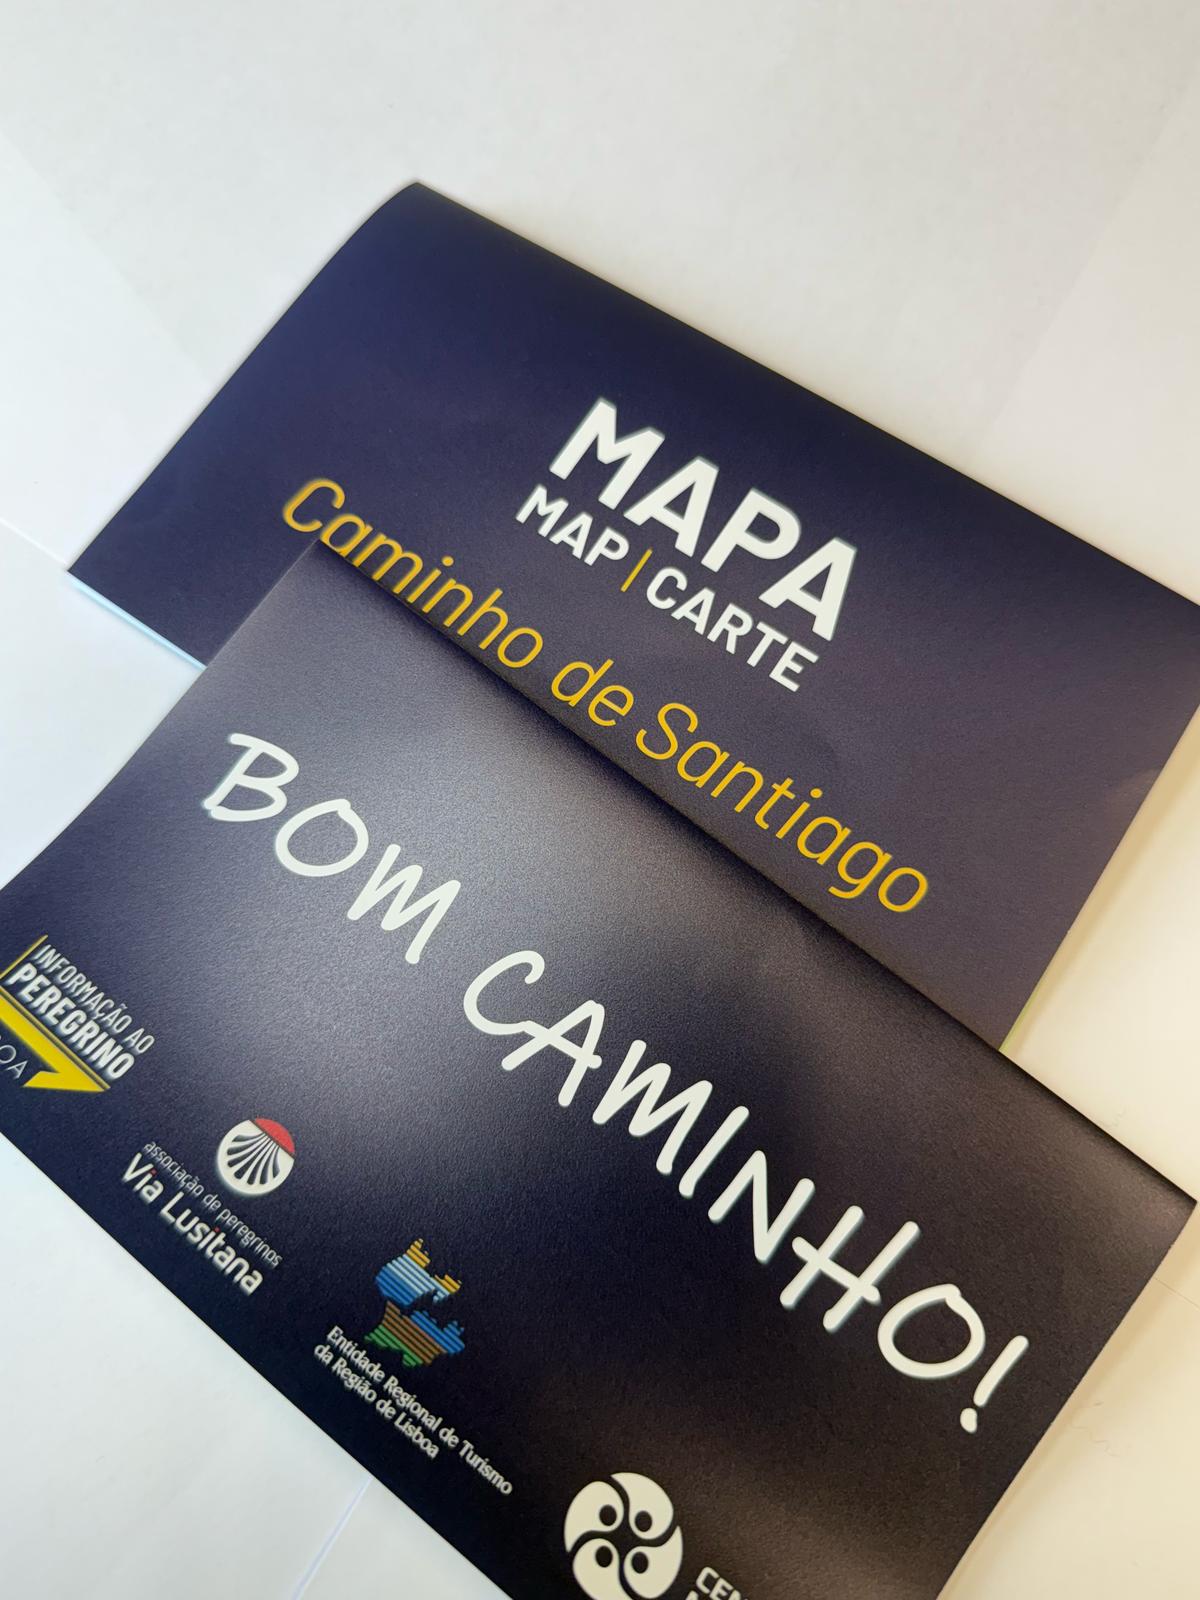 MAPA
MAP | CARTE
Caminho de Santiago
BOM CAMINHO!
INFORMAÇÃO AO
PEREGRINO
associação de peregrinos
Via Lusitana
Entidade Regional de Turismo
da Região de Lisboa